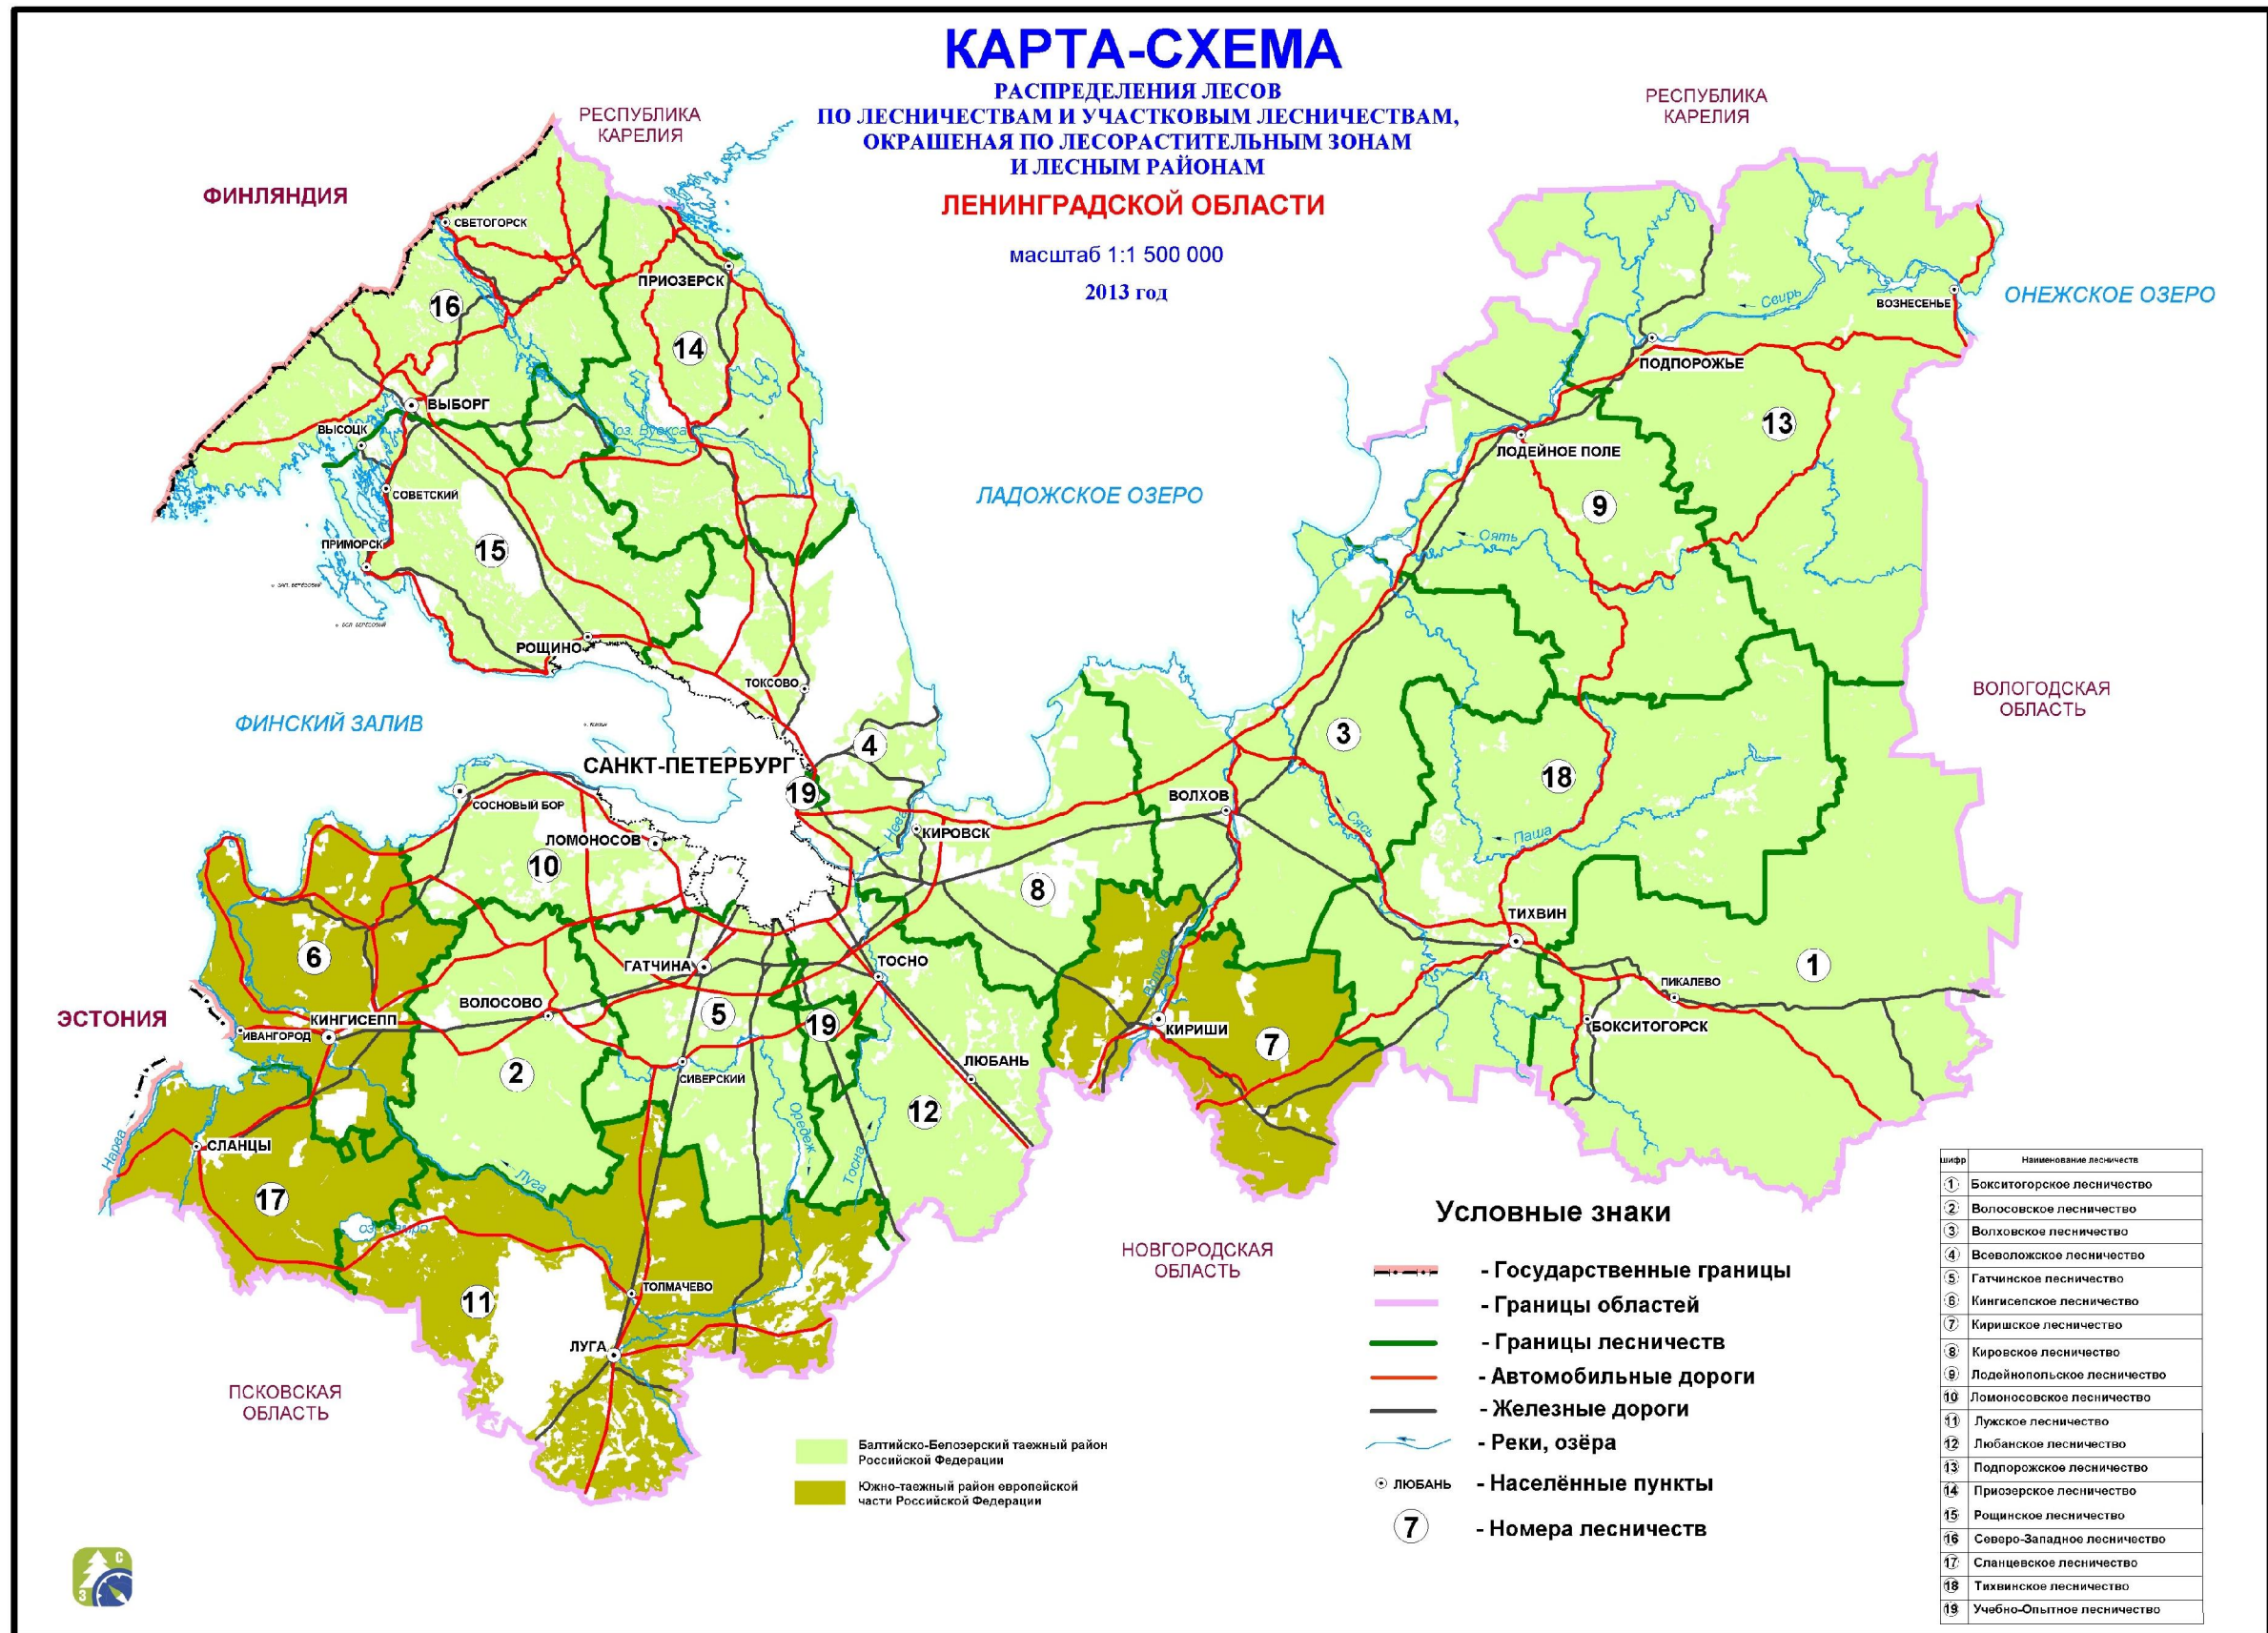 КАРТА-СХЕМА
РАСПРЕДЕЛЕНИЯ ЛЕСОВ
ПО ЛЕСНИЧЕСТВАМ И УЧАСТКОВЫМ ЛЕСНИЧЕСТВАМ,
ОКРАШЕНАЯ ПО ЛЕСОРАСТИТЕЛЬНЫМ ЗОНАМ
И ЛЕСНЫМ РАЙОНАМ
ЛЕНИНГРАДСКОЙ ОБЛАСТИ
масштаб 1:1 500 000
2013 год
РЕСПУБЛИКА
КАРЕЛИЯ
РЕСПУБЛИКА
КАРЕЛИЯ
ФИНЛЯНДИЯ
СВЕТОГОРСК
ПРИОЗЕРСК
16
14
ВЫБОРГ
ВЫСОЦК
оз. Вуокса
СОВЕТСКИЙ
ПРИМОРСК
15
РОЩИНО
ТОКСОВО
ФИНСКИЙ ЗАЛИВ
ЛАДОЖСКОЕ ОЗЕРО
ОНЕЖСКОЕ ОЗЕРО
Свирь
ВОЗНЕСЕНЬЕ
ПОДПОРОЖЬЕ
13
ЛОДЕЙНОЕ ПОЛЕ
9
Оять
ВОЛОГОДСКАЯ
ОБЛАСТЬ
4
3
САНКТ-ПЕТЕРБУРГ
19
18
СОСНОВЫЙ БОР
ВОЛХОВ
Нева
КИРОВСК
Сясь
Паша
ЛОМОНОСОВ
10
8
ТИХВИН
6
ГАТЧИНА
ТОСНО
Волхов
1
ПИКАЛЕВО
ВОЛОСОВО
5
19
ЭСТОНИЯ
КИНГИСЕПП
ИВАНГОРОД
КИРИШИ
БОКСИТОГОРСК
7
2
СИВЕРСКИЙ
ЛЮБАНЬ
12
Оредеж
Тосна
Нарва
СЛАНЦЫ
17
Луга
оз. Самро
11
ТОЛМАЧЕВО
ЛУГА
НОВГОРОДСКАЯ
ОБЛАСТЬ
ПСКОВСКАЯ
ОБЛАСТЬ
Балтийско-Белозерский таежный район
Российской Федерации
Южно-таежный район европейской
части Российской Федерации
Условные знаки
- Государственные границы
- Границы областей
- Границы лесничеств
- Автомобильные дороги
- Железные дороги
- Реки, озёра
ЛЮБАНЬ - Населённые пункты
7 - Номера лесничеств
шифр Наименование лесничеств
1 Бокситогорское лесничество
2 Волосовское лесничество
3 Волховское лесничество
4 Всеволожское лесничество
5 Гатчинское лесничество
6 Кингисепское лесничество
7 Киришское лесничество
8 Кировское лесничество
9 Лодейнопольское лесничество
10 Ломоносовское лесничество
11 Лужское лесничество
12 Любанское лесничество
13 Подпорожское лесничество
14 Приозерское лесничество
15 Рощинское лесничество
16 Северо-Западное лесничество
17 Сланцевское лесничество
18 Тихвинское лесничество
19 Учебно-Опытное лесничество
С
З